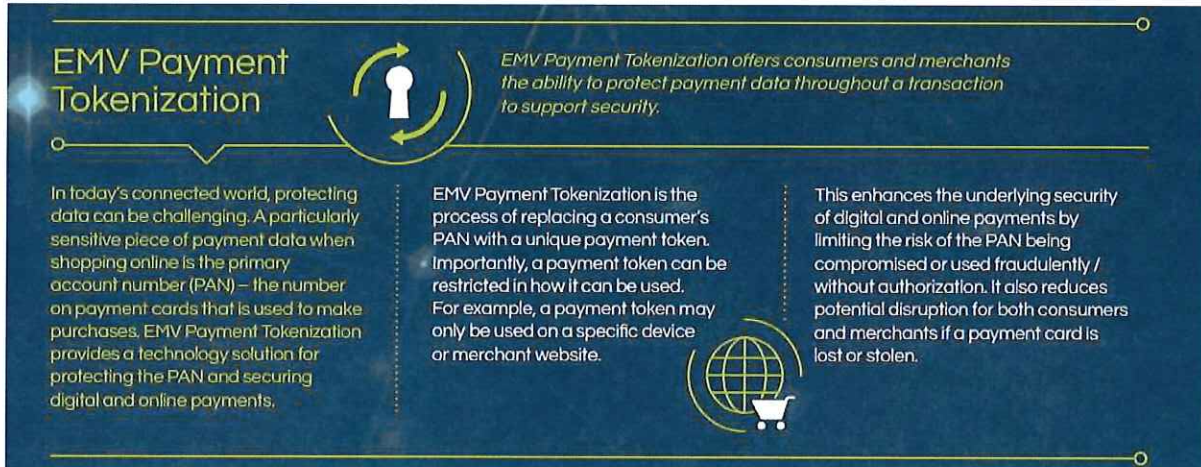 EMV Payment
Tokenization
EMV Payment Tokenization offers consumers and merchants
the ability to protect payment data throughout a transaction
to support security.
In today's connected world, protecting
data can be challenging. A particularly
sensitive piece of payment data when
shopping online is the primary
account number (PAN) – the number
on payment cards that is used to make
purchases. EMV Payment Tokenization
provides a technology solution for
protecting the PAN and securing
digital and online payments.
EMV Payment Tokenization is the
process of replacing a consumer's
PAN with a unique payment token.
Importantly, a payment token can be
restricted in how it can be used.
For example, a payment token may
only be used on a specific device
or merchant website.
This enhances the underlying security
of digital and online payments by
limiting the risk of the PAN being
compromised or used fraudulently /
without authorization. It also reduces
potential disruption for both consumers
and merchants if a payment card is
lost or stolen.